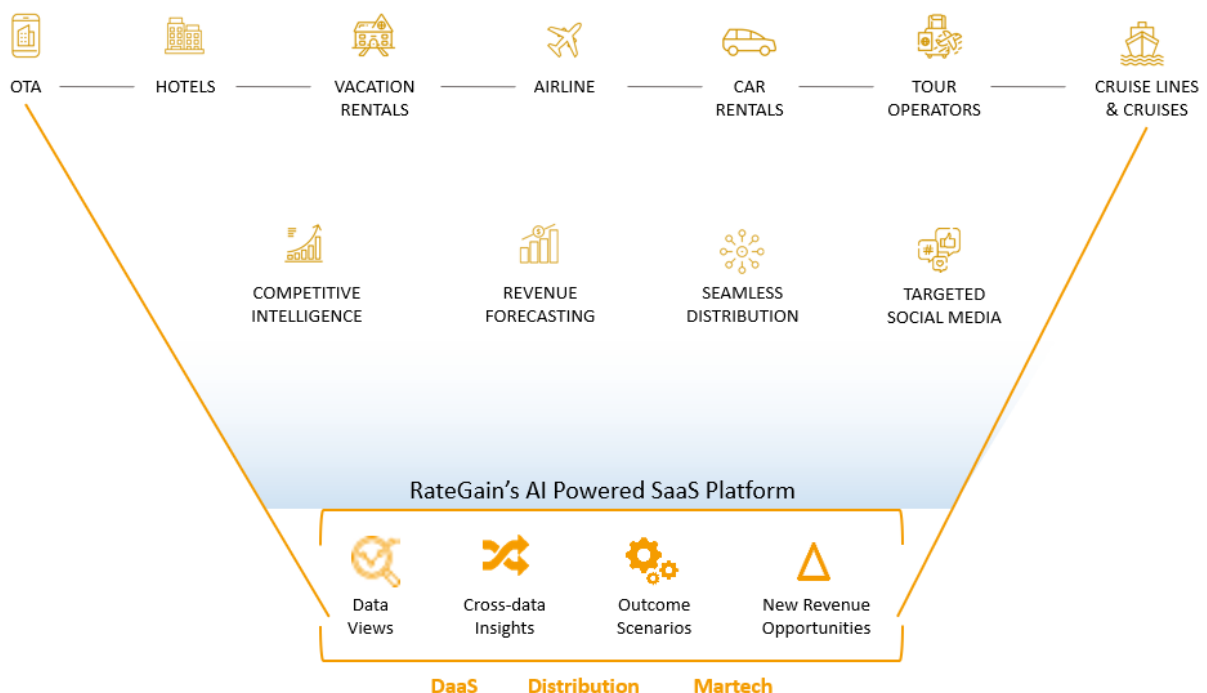 OTA
HOTELS
VACATION
RENTALS
AIRLINE
CAR
RENTALS
TOUR
OPERATORS
CRUISE LINES
& CRUISES
COMPETITIVE
INTELLIGENCE
REVENUE
FORECASTING
SEAMLESS
DISTRIBUTION
TARGETED
SOCIAL MEDIA
RateGain’s AI Powered SaaS Platform
Data
Views
Cross-data
Insights
Outcome
Scenarios
New Revenue
Opportunities
DaaS
Distribution
Martech